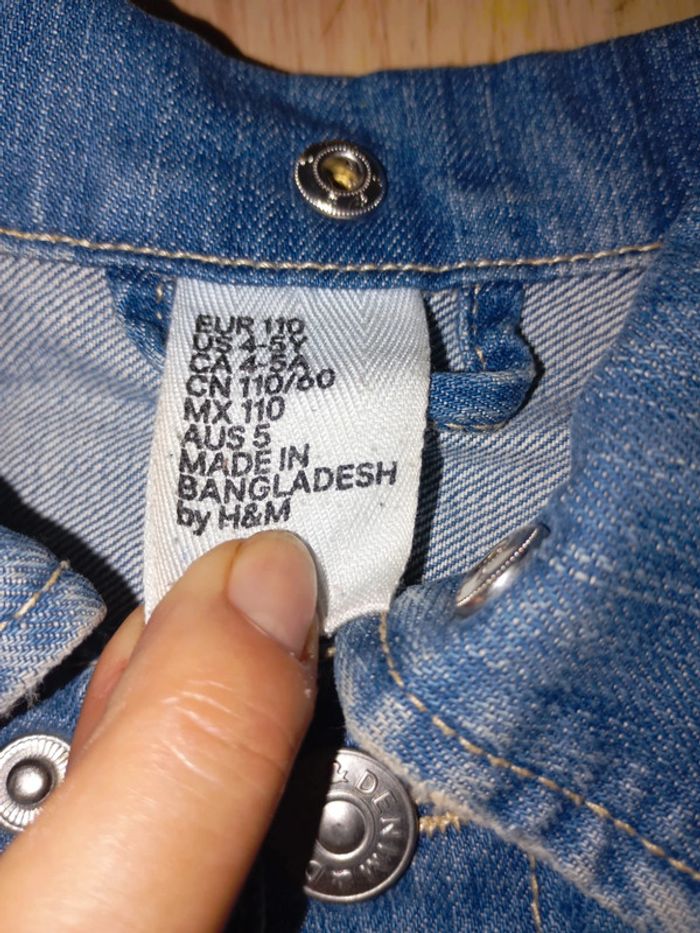 EUR 110
US 4-5Y
CA 4-5A
CN 110/60
MX 110
AUS 5
MADE IN
BANGLADESH
by H&M
DENIM